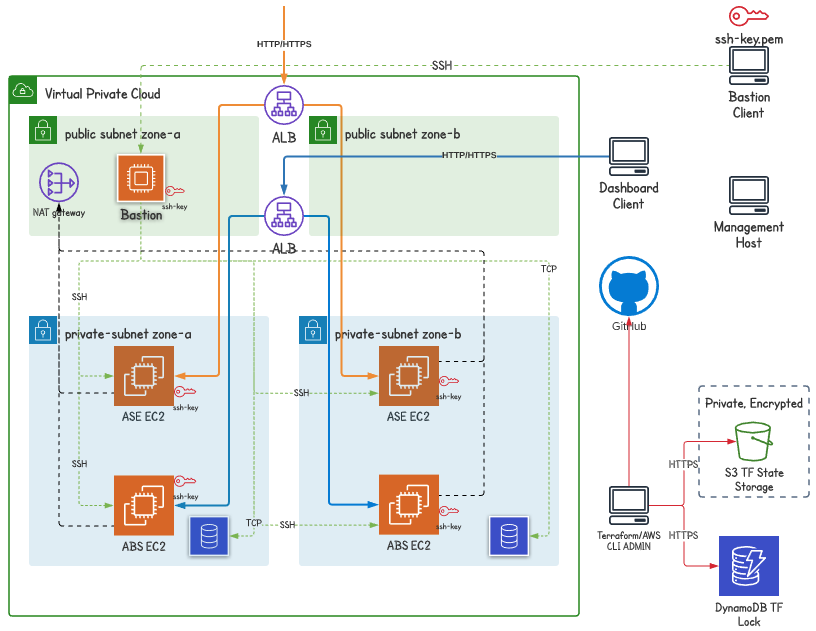 ssh-key.pem
HTTP/HTTPS
SSH
Virtual Private Cloud
Bastion
Client
public subnet zone-a
ALB
public subnet zone-b
HTTP/HTTPS
Dashboard
Client
ssh-key
NAT gateway
Bastion
Management
Host
ALB
TCP
SSH
GitHub
private-subnet zone-a
private-subnet zone-b
ssh-key
ASE EC2
SSH
ssh-key
ASE EC2
Private, Encrypted
SSH
HTTPS
S3 TF State
Storage
ssh-key
ABS EC2
TCP
SSH
ssh-key
ABS EC2
Terraform/AWS
CLI ADMIN
HTTPS
DynamoDB TF
Lock